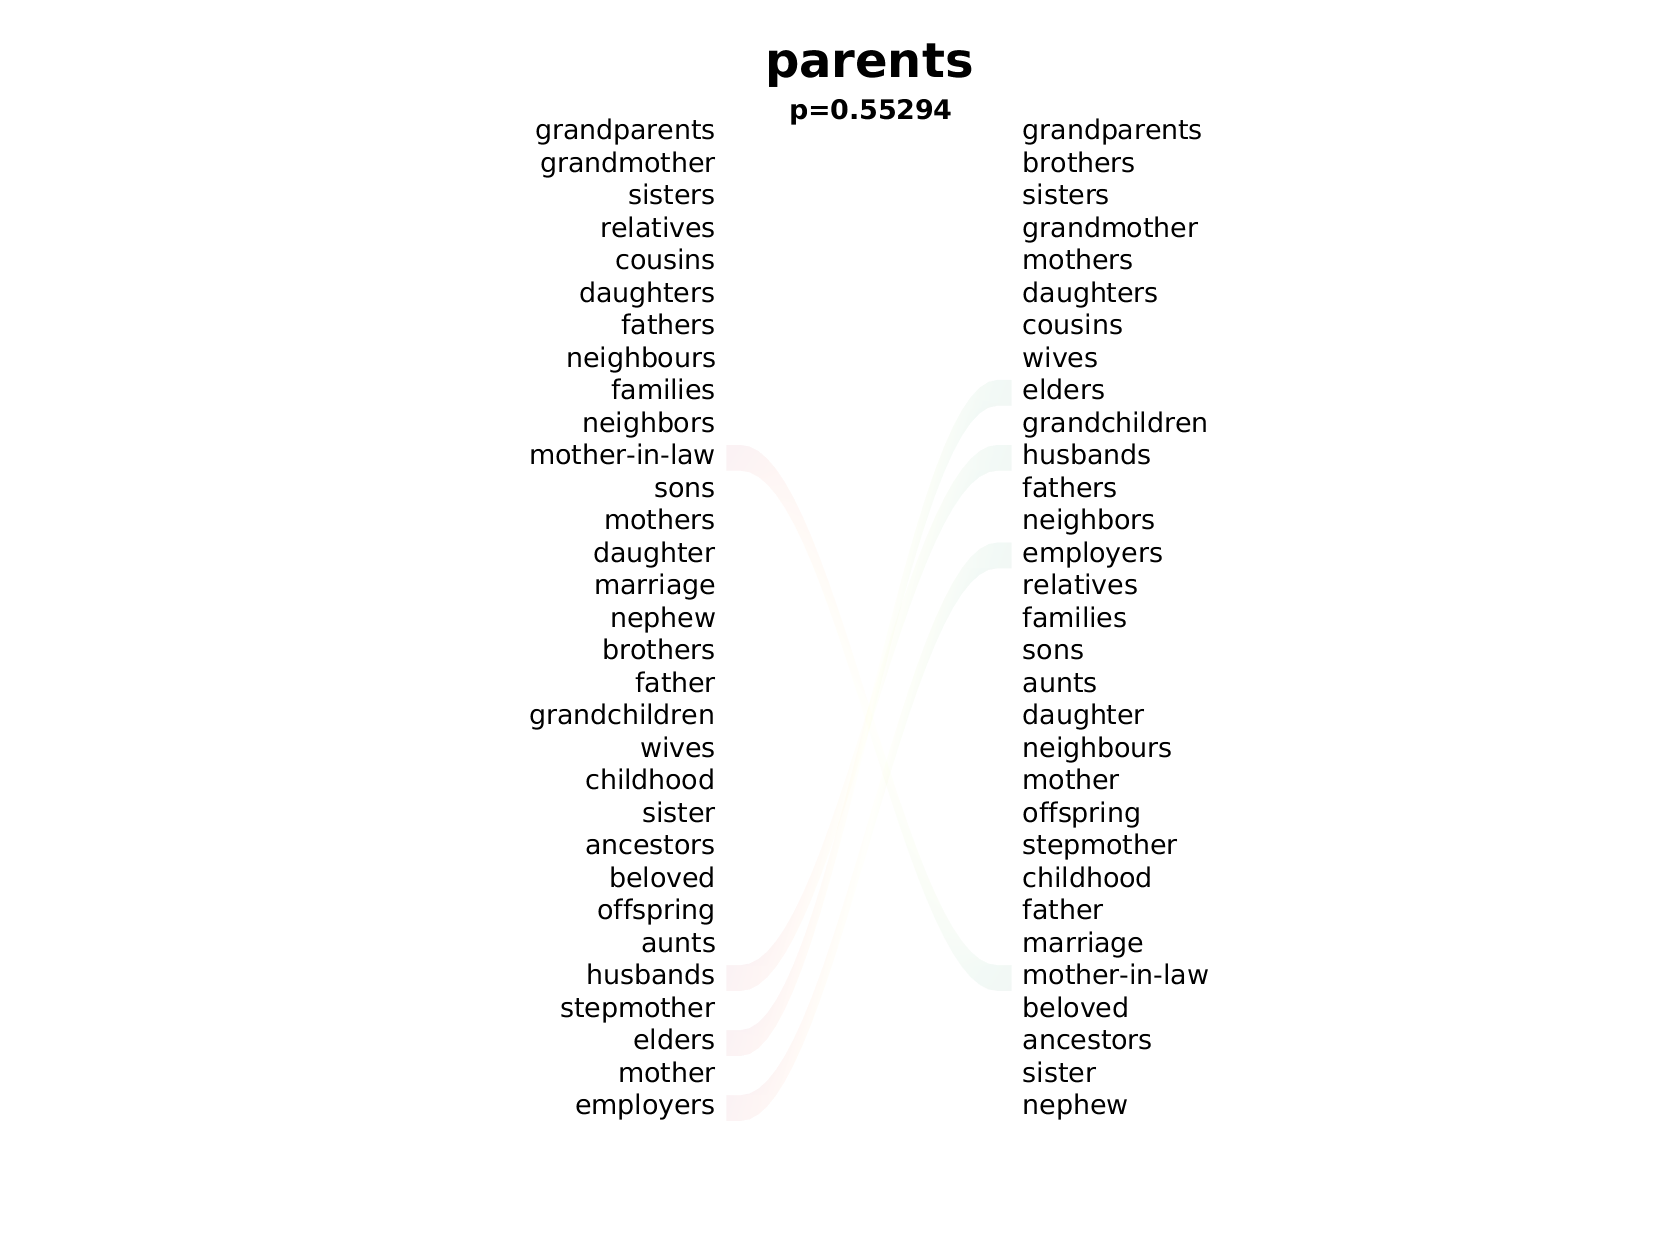 parents
p=0.55294
grandparents grandparents
grandmother brothers
sisters sisters
relatives grandmother
cousins mothers
daughters daughters
fathers cousins
neighbours wives
families elders
neighbors grandchildren
mother-in-law husbands
sons fathers
mothers neighbors
daughter employers
marriage relatives
nephew families
brothers sons
father aunts
grandchildren daughter
wives neighbours
childhood mother
sister offspring
ancestors stepmother
beloved childhood
offspring father
aunts marriage
husbands mother-in-law
stepmother beloved
elders ancestors
mother sister
employers nephew